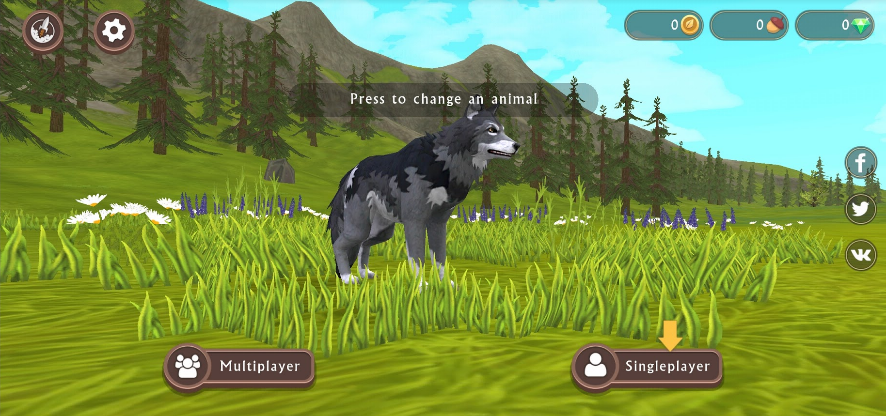 0
0
0
Press to change an animal
Multiplayer
Singleplayer